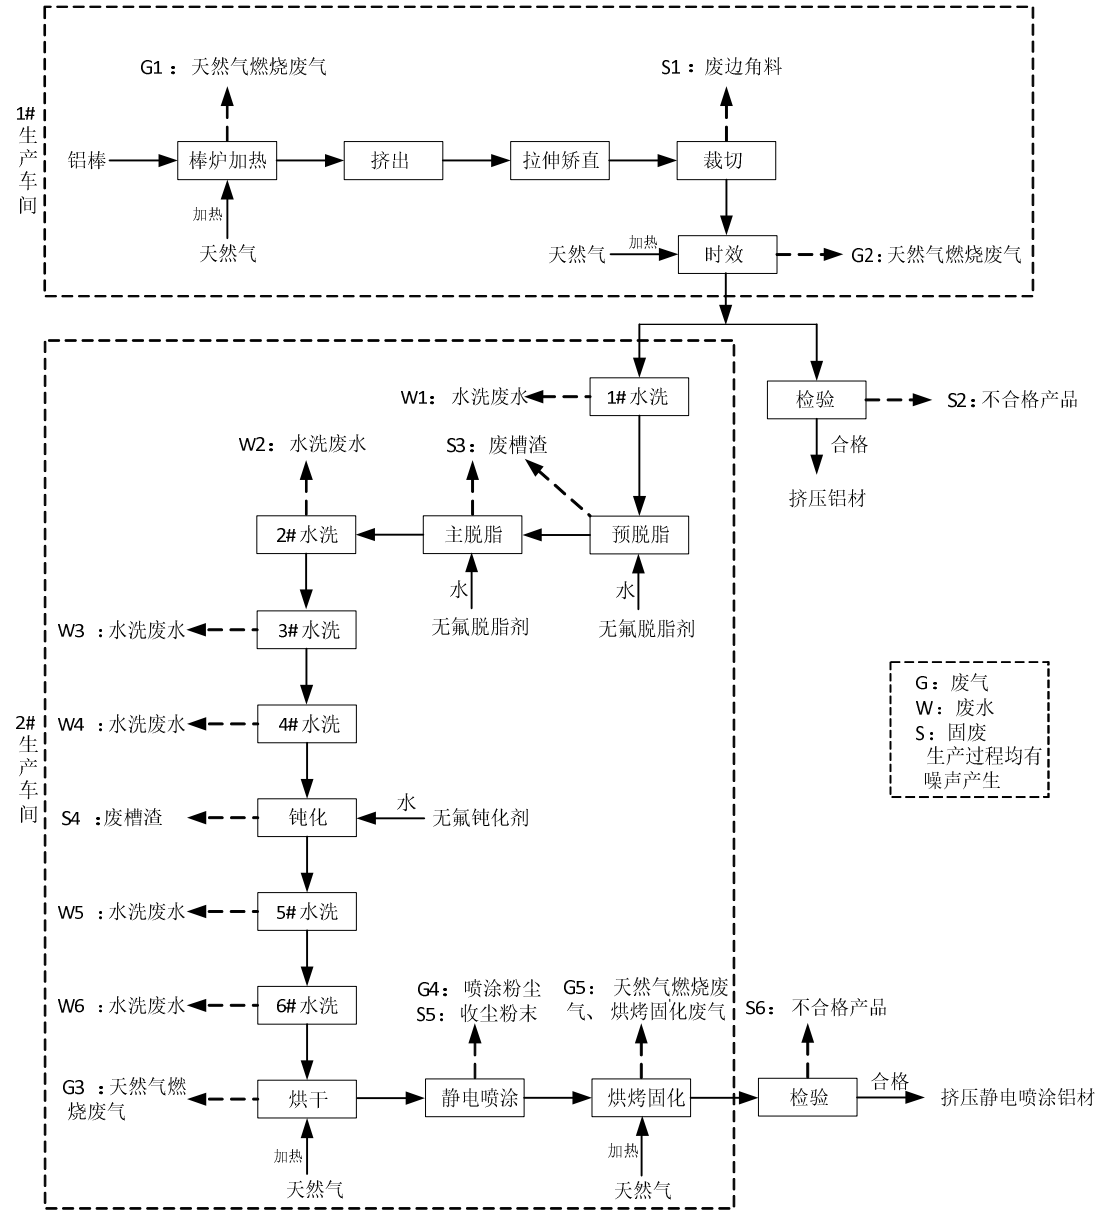 1#
生
产
车
间
G1：天然气燃烧废气
S1：废边角料
铝棒
棒炉加热
挤出
拉伸矫直
裁切
加热
天然气
天然气
加热
时效
G2：天然气燃烧废气
2#
生
产
车
间
W1：水洗废水
1#水洗
检验
S2：不合格产品
合格
挤压铝材
W2：水洗废水
S3：废槽渣
2#水洗
主脱脂
预脱脂
水
水
无氟脱脂剂
无氟脱脂剂
W3 ：水洗废水
3#水洗
W4 ：水洗废水
4#水洗
S4：废槽渣
钝化
水
无氟钝化剂
G：废气
W：废水
S：固废
生产过程均有
噪声产生
W5 ：水洗废水
5#水洗
W6 ：水洗废水
6#水洗
G4：喷涂粉尘
S5：收尘粉末
G5：天然气燃烧废
气、烘烤固化废气
S6：不合格产品
G3：天然气燃
烧废气
烘干
静电喷涂
烘烤固化
检验
合格
挤压静电喷涂铝材
加热
天然气
加热
天然气